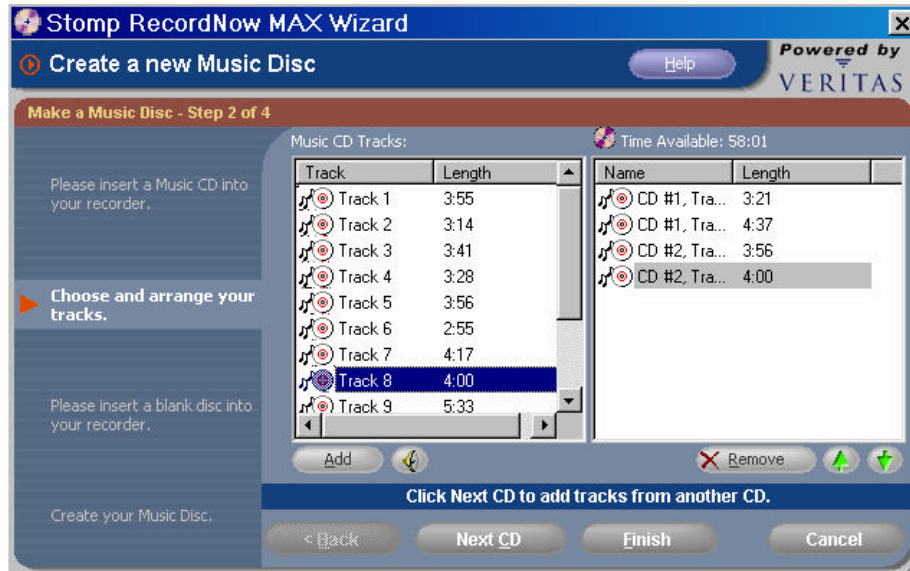 Stomp RecordNow MAX Wizard
Create a new Music Disc
Help
Powered by
VERITAS
Make a Music Disc - Step 2 of 4
Please insert a Music CD into
your recorder.
Choose and arrange your
tracks.
Please insert a blank disc into
your recorder.
Create your Music Disc.
Music CD Tracks:
Track Length
Track 1 3:55
Track 2 3:14
Track 3 3:41
Track 4 3:28
Track 5 3:56
Track 6 2:55
Track 7 4:17
Track 8 4:00
Track 9 5:33
Add
Time Available: 58:01
Name Length
CD #1, Tra... 3:21
CD #1, Tra... 4:37
CD #2, Tra... 3:56
CD #2, Tra... 4:00
Remove
Click Next CD to add tracks from another CD.
< Back Next CD Finish Cancel